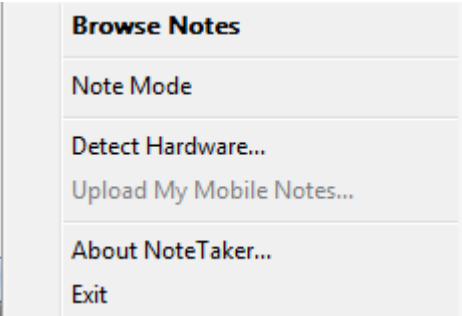 Browse Notes
Note Mode
Detect Hardware...
Upload My Mobile Notes...
About NoteTaker...
Exit